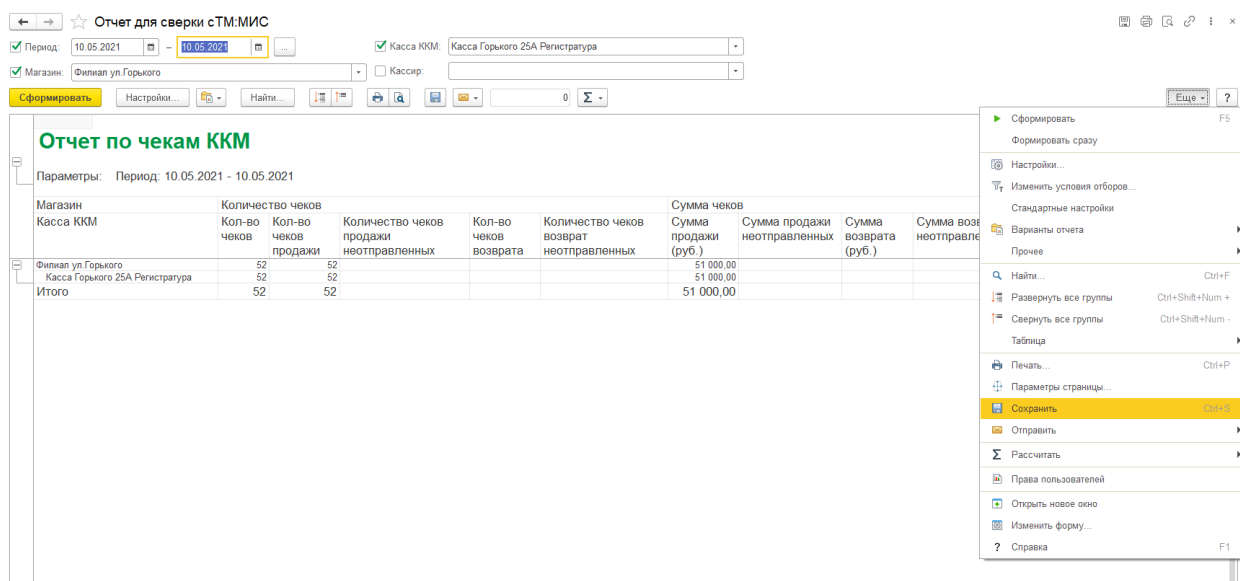 Отчет для сверки сТМ:МИС
Период: 10.05.2021 – 10.05.2021 ... Касса ККМ: Касса Горького 25А Регистратура
Магазин: Филиал ул.Горького Кассир:
Сформировать Настройки... Найти... 0 Σ Еще ?
Отчет по чекам ККМ
Параметры: Период: 10.05.2021 - 10.05.2021
Магазин Количество чеков Сумма чеков
Касса ККМ Кол-во чеков Кол-во чеков продажи Количество чеков продажи неотправленных Кол-во чеков возврата Количество чеков возврат неотправленных Сумма продажи (руб.) Сумма продажи неотправленных Сумма возврата (руб.) Сумма возв неотправле
Филиал ул.Горького 52 52 51 000,00
Касса Горького 25А Регистратура 52 52 51 000,00
Итого 52 52 51 000,00
Сформировать F5
Формировать сразу
Настройки...
Изменить условия отборов...
Стандартные настройки
Варианты отчета
Прочее
Найти... Ctrl+F
Развернуть все группы Ctrl+Shift+Num +
Свернуть все группы Ctrl+Shift+Num -
Таблица
Печать... Ctrl+P
Параметры страницы...
Сохранить Ctrl+S
Отправить
Σ Рассчитать
Права пользователей
Открыть новое окно
Изменить форму...
? Справка F1